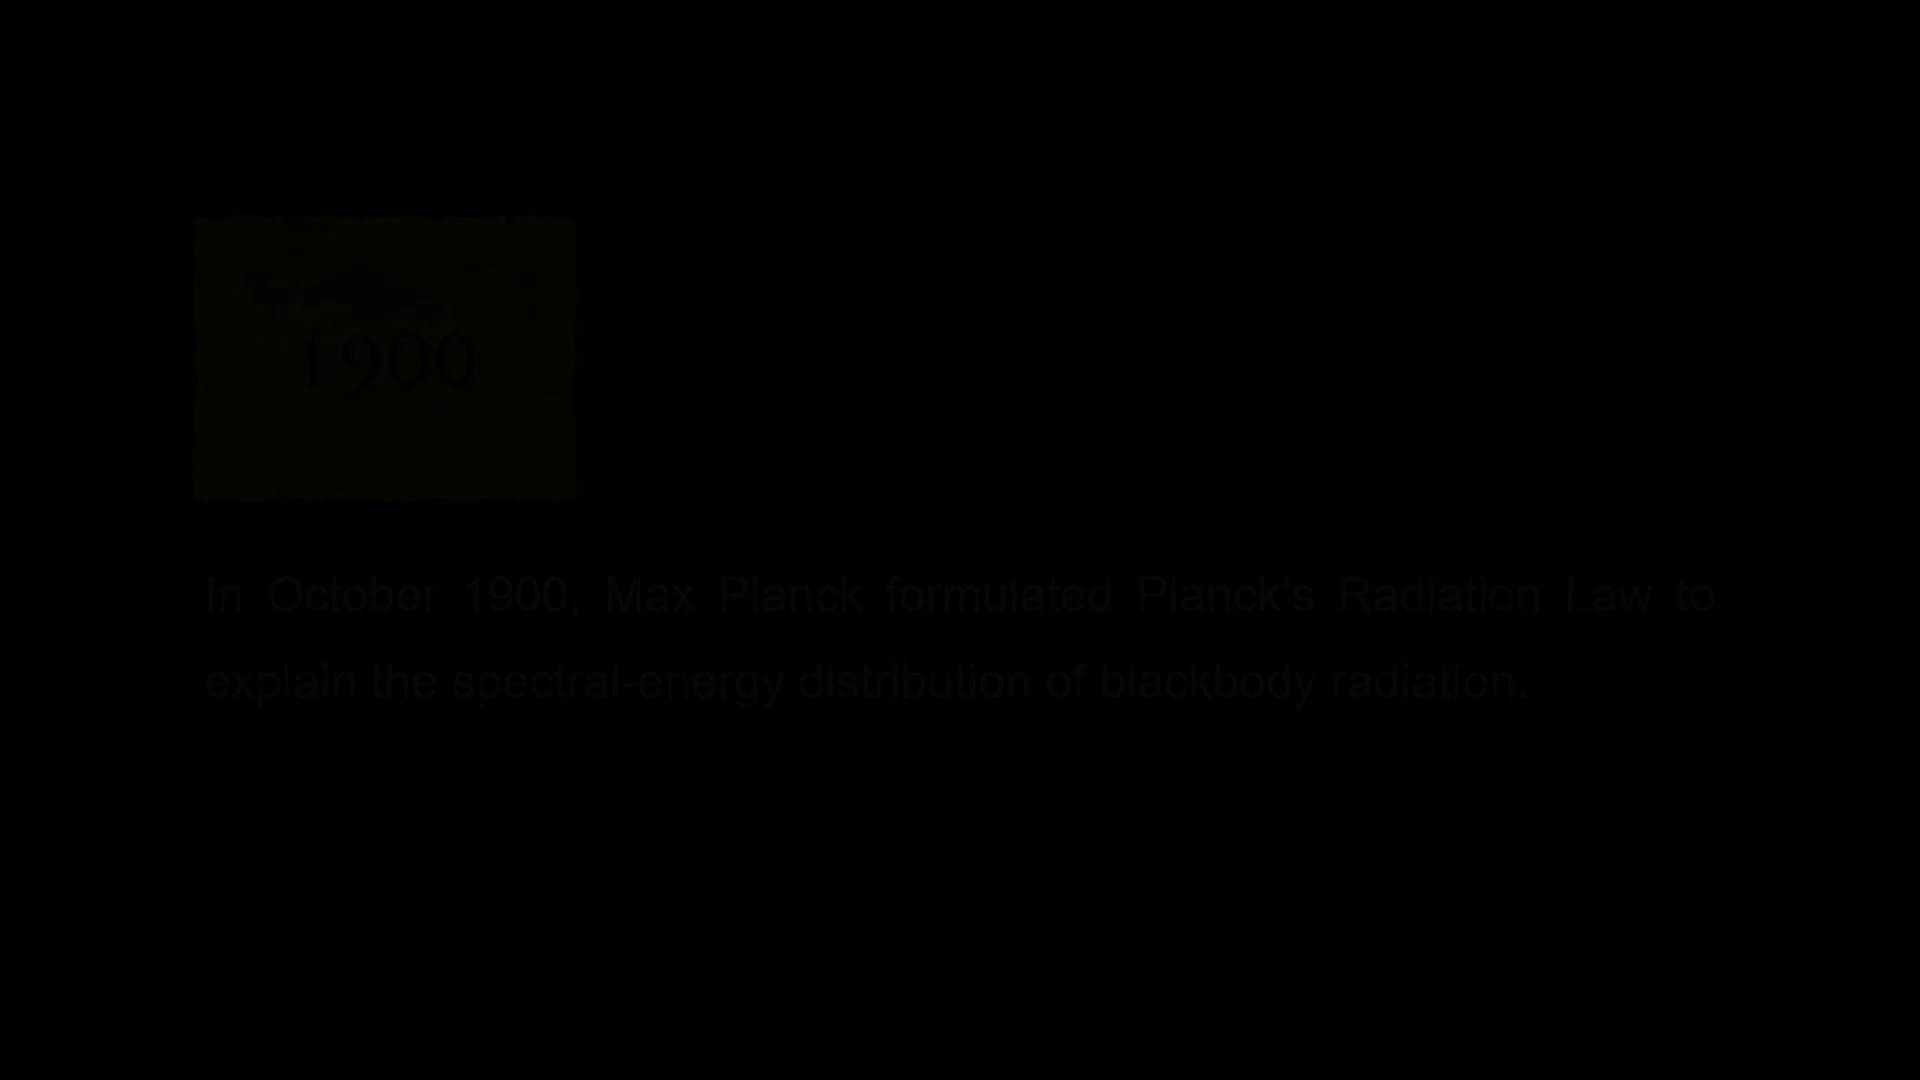 1900
In October 1900, Max Planck formulated Planck's Radiation Law to
explain the spectral-energy distribution of blackbody radiation.